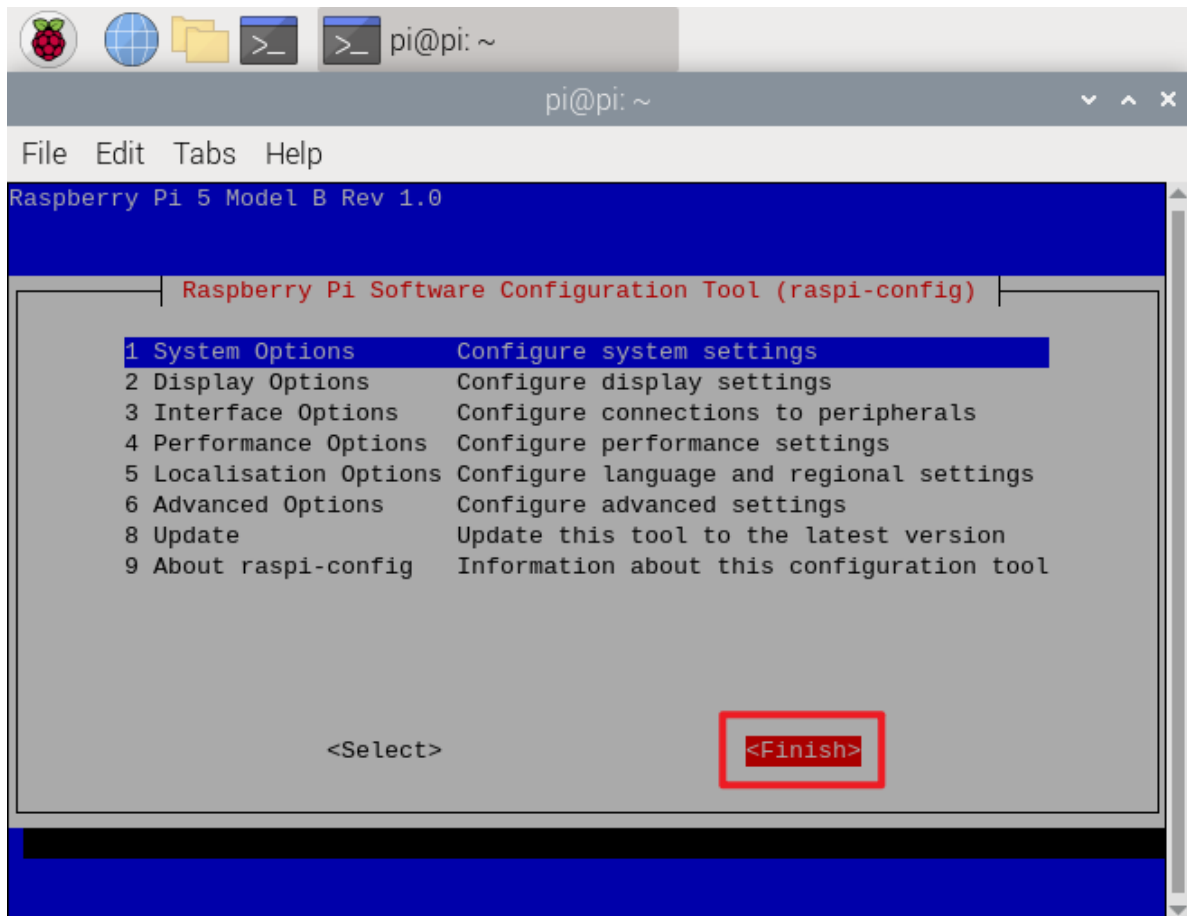 pi@pi: ~
pi@pi: ~
File Edit Tabs Help
Raspberry Pi 5 Model B Rev 1.0
Raspberry Pi Software Configuration Tool (raspi-config)
1 System Options Configure system settings
2 Display Options Configure display settings
3 Interface Options Configure connections to peripherals
4 Performance Options Configure performance settings
5 Localisation Options Configure language and regional settings
6 Advanced Options Configure advanced settings
8 Update Update this tool to the latest version
9 About raspi-config Information about this configuration tool
<Select> <Finish>